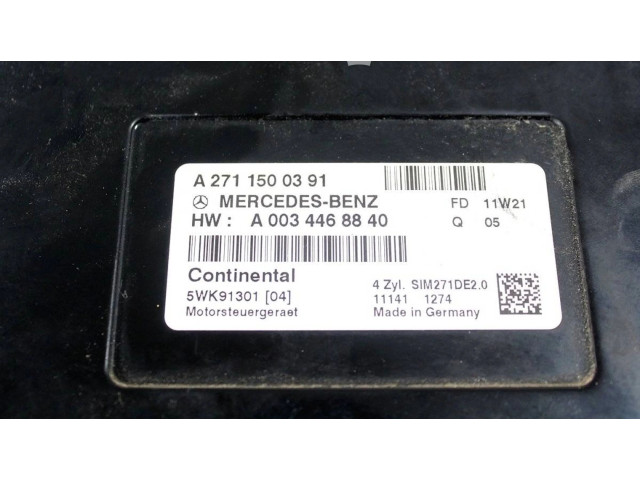 A 271 150 03 91
MERCEDES-BENZ FD 11W21
HW : A 003 446 88 40 Q 05
Continental
5WK91301 [04]
Motorsteuergeraet
4 Zyl. SIM271DE2.0
11141 1274
Made in Germany